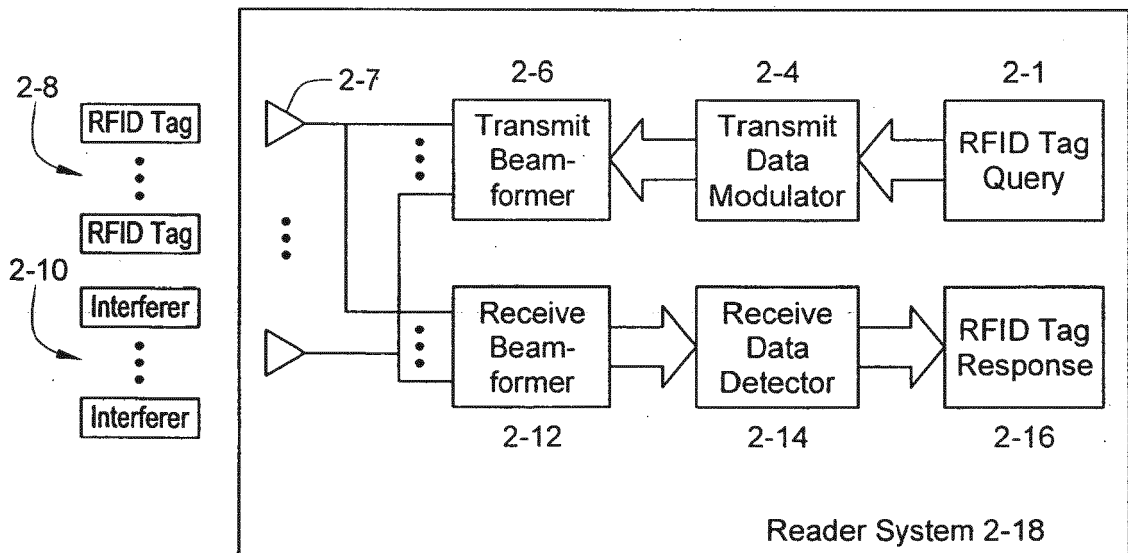 2-8
RFID Tag
RFID Tag
2-10
Interferer
Interferer
2-7
2-6
Transmit
Beam-
former
2-4
Transmit
Data
Modulator
2-1
RFID Tag
Query
Receive
Beam-
former
2-12
Receive
Data
Detector
2-14
RFID Tag
Response
2-16
Reader System 2-18